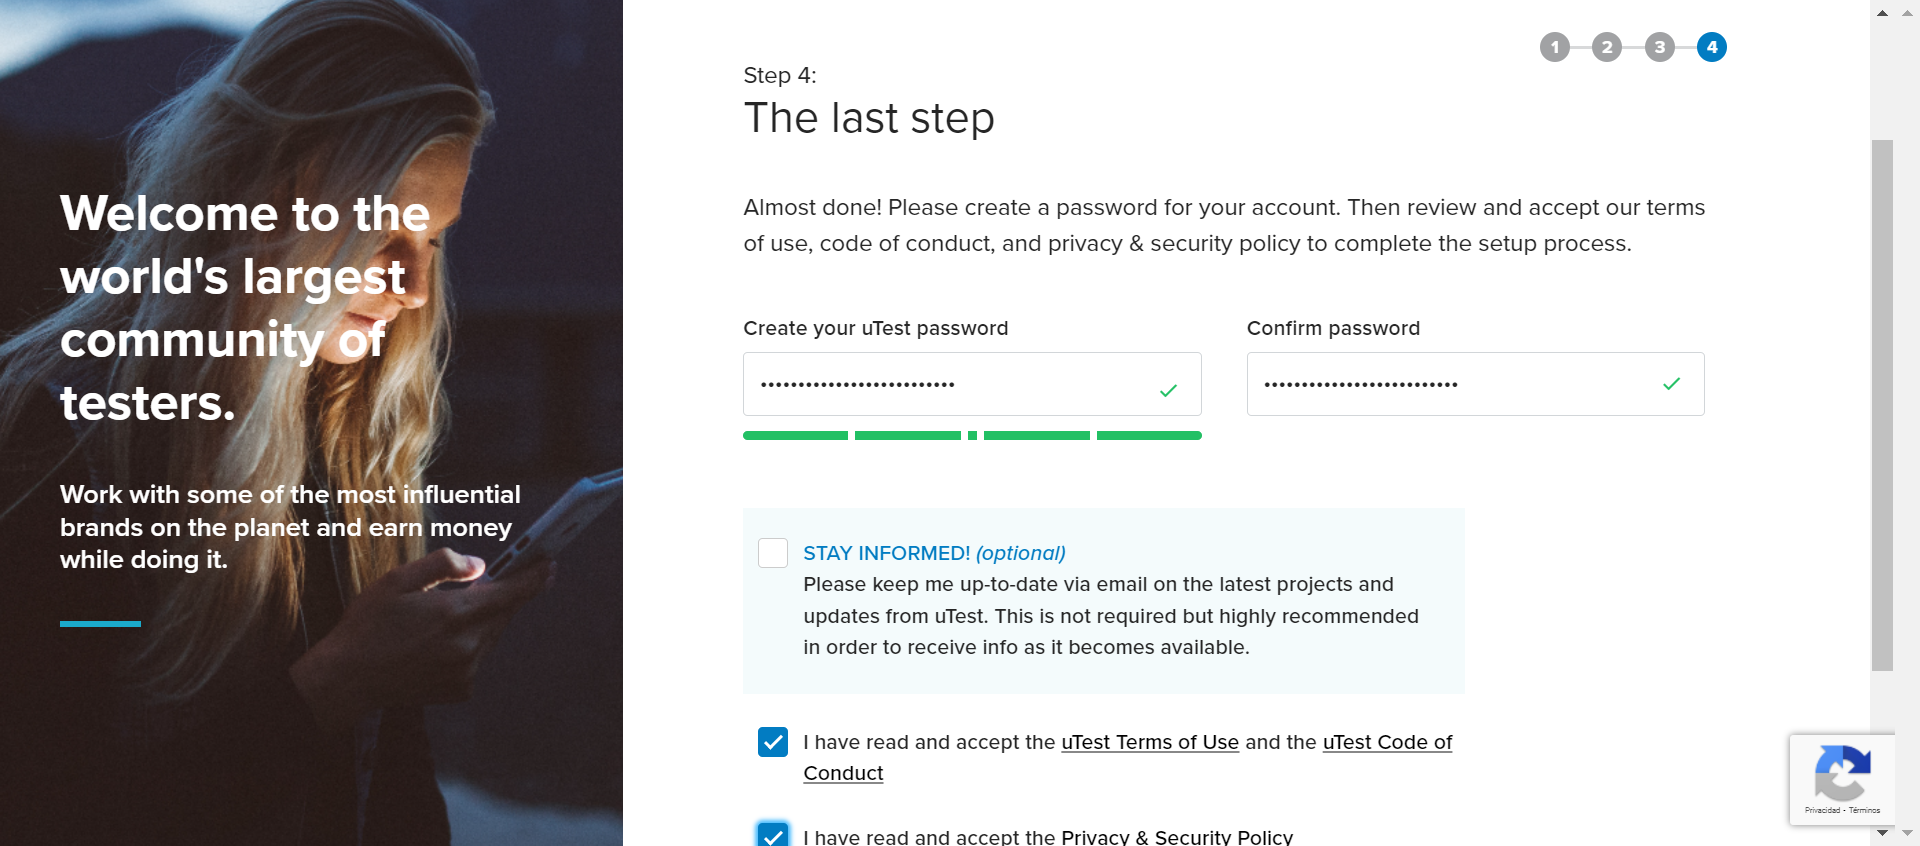 Welcome to the
world's largest
community of
testers.
Work with some of the most influential
brands on the planet and earn money
while doing it.
1 2 3 4
Step 4:
The last step
Almost done! Please create a password for your account. Then review and accept our terms
of use, code of conduct, and privacy & security policy to complete the setup process.
Create your uTest password
Confirm password
STAY INFORMED! (optional)
Please keep me up-to-date via email on the latest projects and
updates from uTest. This is not required but highly recommended
in order to receive info as it becomes available.
I have read and accept the uTest Terms of Use and the uTest Code of
Conduct
I have read and accept the Privacy & Security Policy
Privacidad - Términos